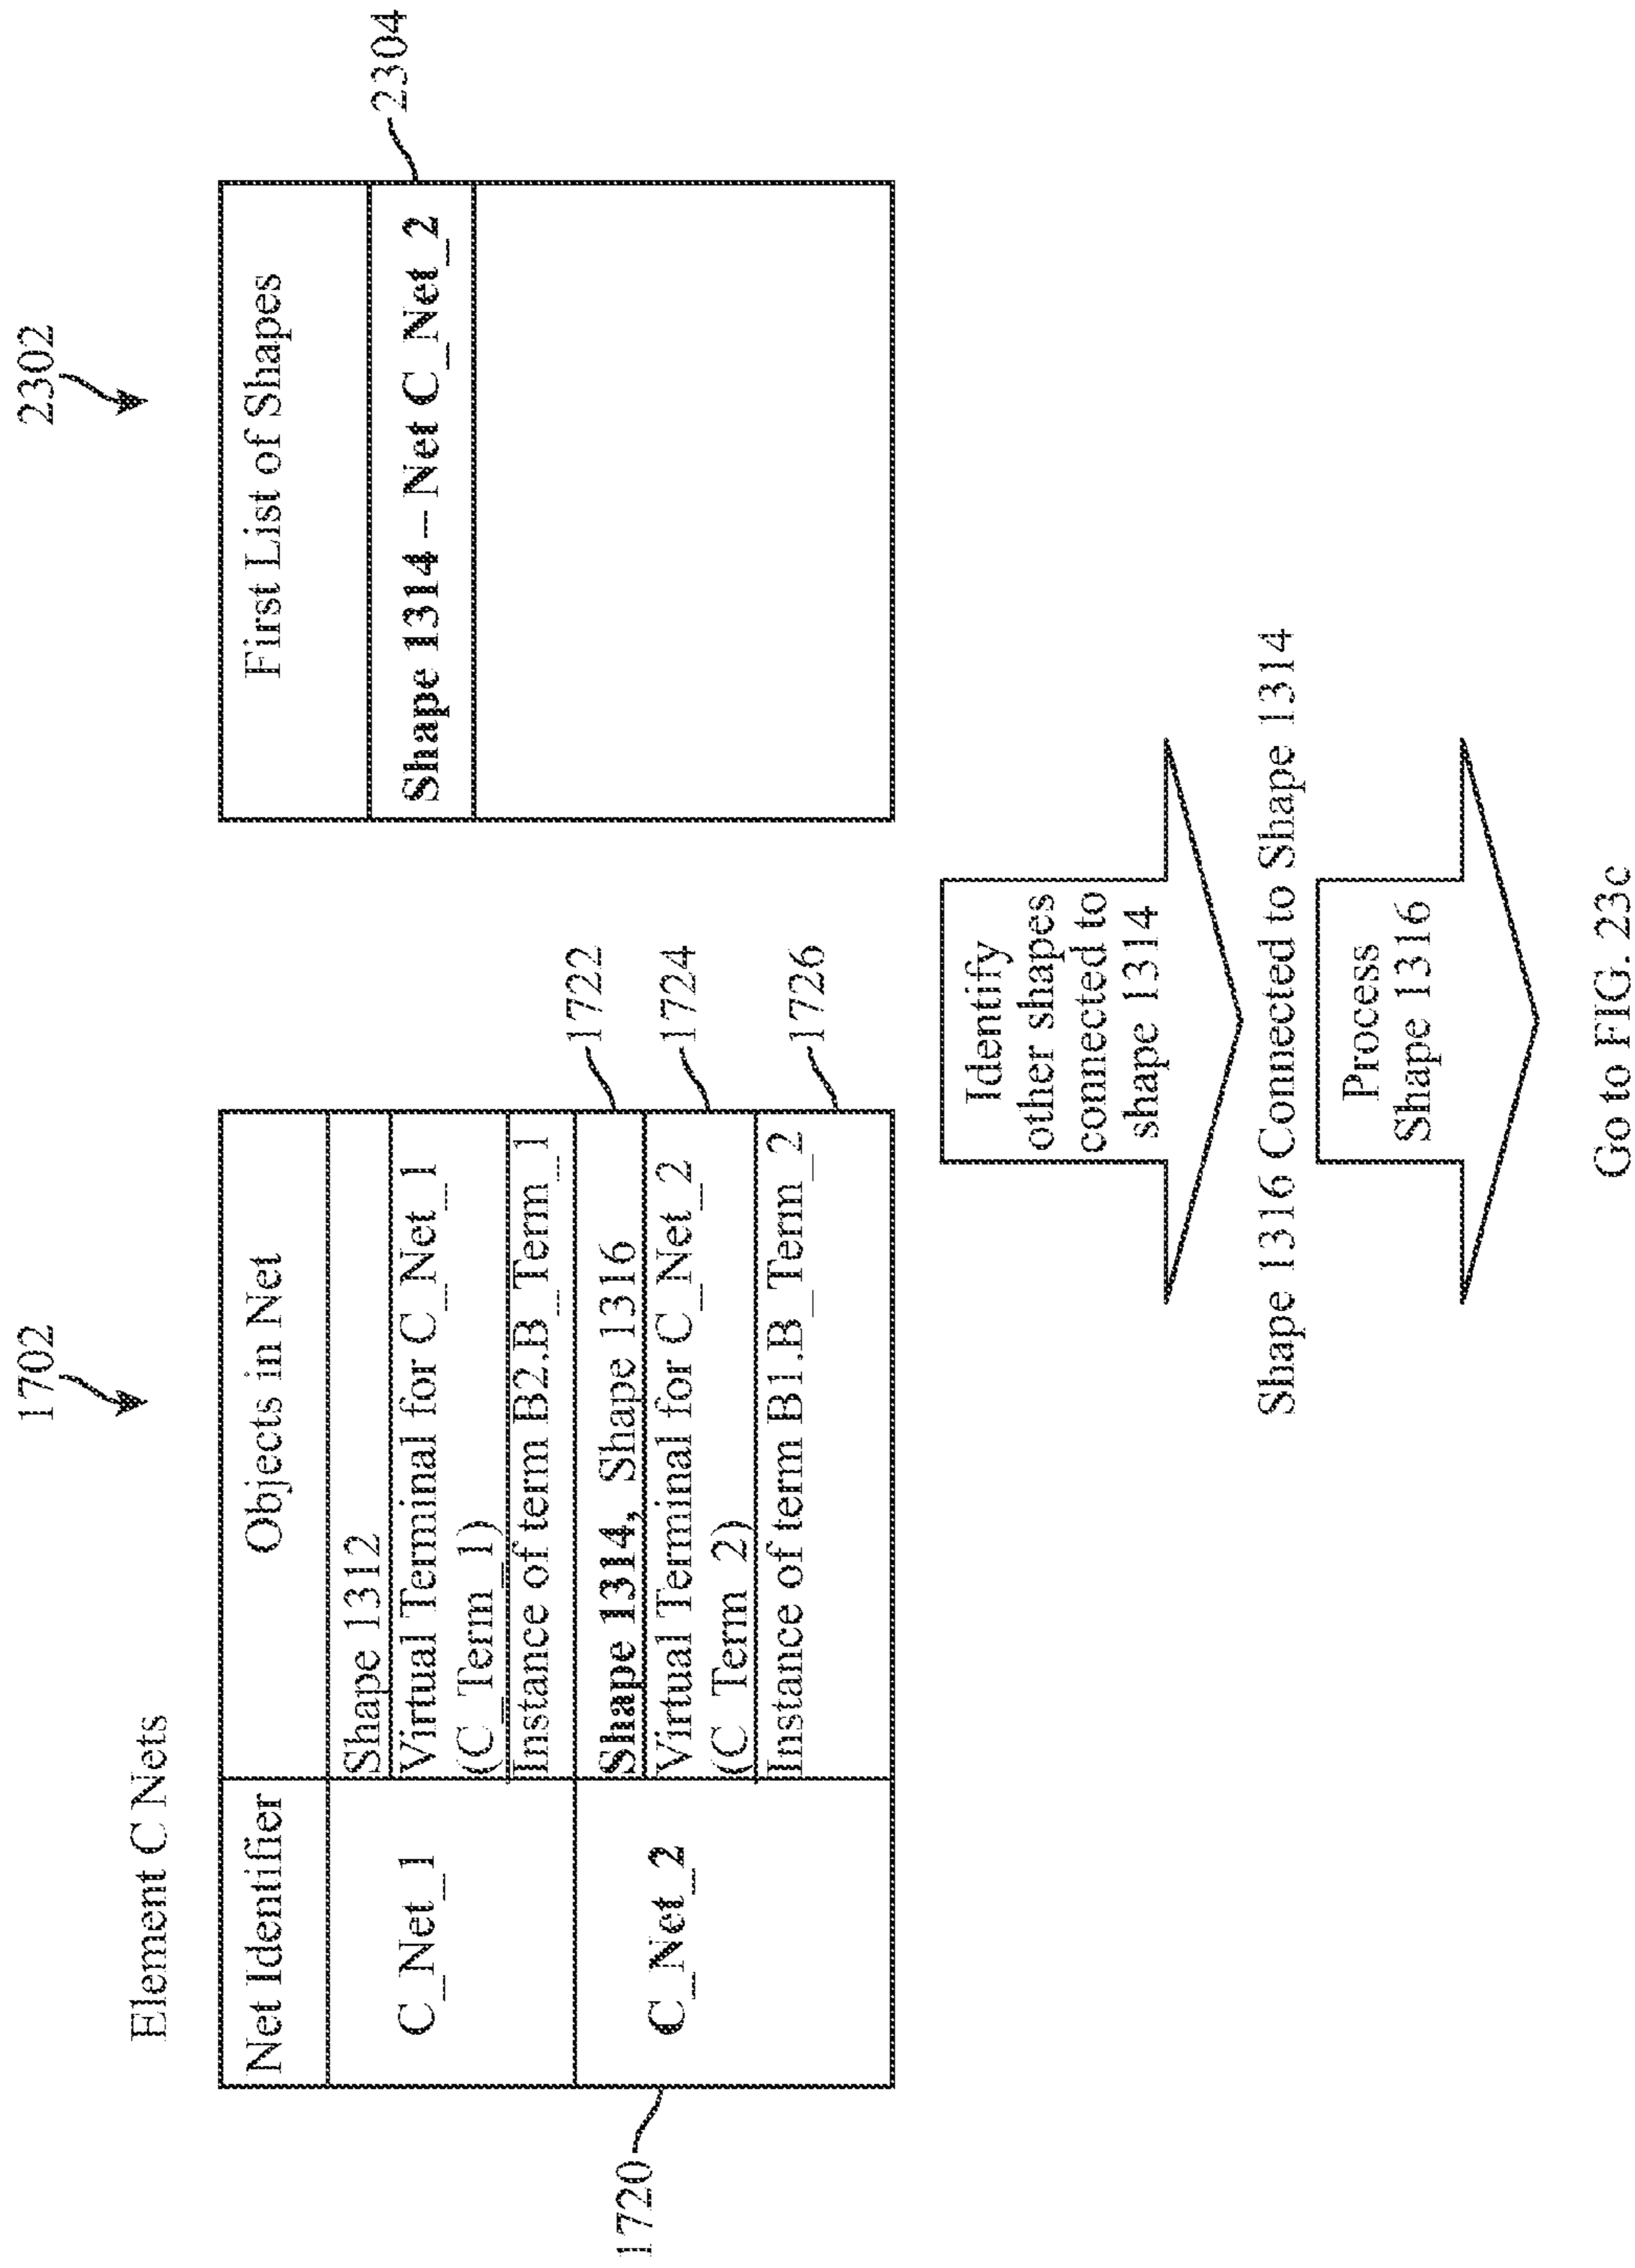 1702
2302
Element C Nets
Net Identifier
Objects in Net
C_Net_1
Shape 1312
Virtual Terminal for C_Net_1
(C_Term_1)
Instance of term B2.B_Term_1
1720
C_Net_2
Shape 1314, Shape 1316
1722
Virtual Terminal for C_Net_2
(C_Term_2)
1724
Instance of term B1.B_Term_2
1726
First List of Shapes
Shape 1314 – Net C_Net_2
2304
Identify
other shapes
connected to
shape 1314
Shape 1316 Connected to Shape 1314
Process
Shape 1316
Go to FIG. 23c